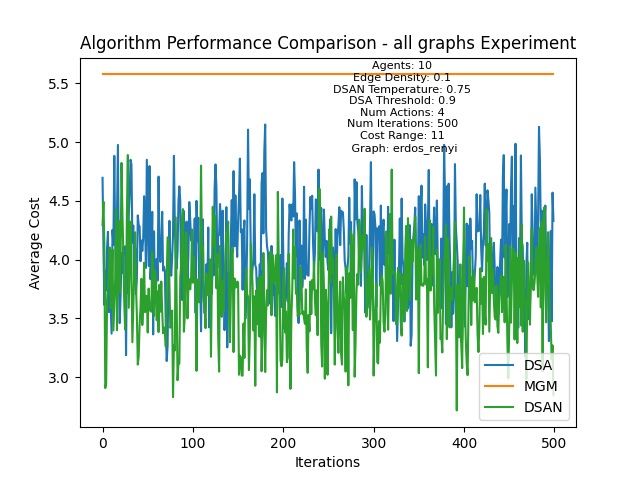 Algorithm Performance Comparison - all graphs Experiment
Agents: 10
Edge Density: 0.1
DSAN Temperature: 0.75
DSA Threshold: 0.9
Num Actions: 4
Num Iterations: 500
Cost Range: 11
Graph: erdos_renyi
Average Cost
5.5
5.0
4.5
4.0
3.5
3.0
0
100
200
300
400
500
Iterations
DSA
MGM
DSAN